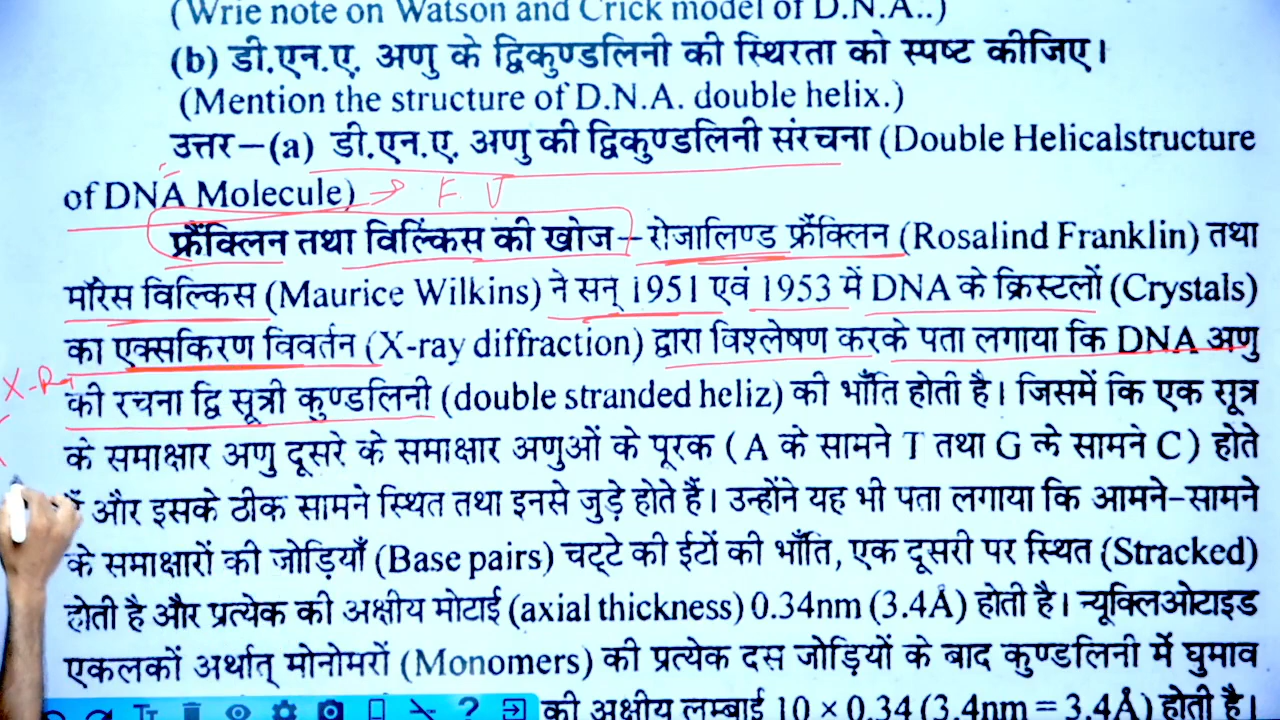 (Wrie note on Watson and Crick model of D.N.A..)
(b) डी.एन.ए. अणु के द्विकुण्डलिनी की स्थिरता को स्पष्ट कीजिए।
(Mention the structure of D.N.A. double helix.)
उत्तर–(a) डी.एन.ए. अणु की द्विकुण्डलिनी संरचना (Double Helicalstructure
of DNA Molecule) → F. J
फ्रैंक्लिन तथा विल्किंस की खोज–रोजालिण्ड फ्रैंक्लिन (Rosalind Franklin) तथा
मॉरिस विल्किस (Maurice Wilkins) ने सन् 1951 एवं 1953 में DNA के क्रिस्टलों (Crystals)
का एक्सकिरण विवर्तन (X-ray diffraction) द्वारा विश्लेषण करके पता लगाया कि DNA अणु
X-Ra
की रचना द्वि सूत्री कुण्डलिनी (double stranded heliz) की भाँति होती है। जिसमें कि एक सूत्र
के समाक्षार अणु दूसरे के समाक्षार अणुओं के पूरक (A के सामने T तथा G के सामने C) होते
और इसके ठीक सामने स्थित तथा इनसे जुड़े होते हैं। उन्होंने यह भी पता लगाया कि आमने-सामने
के समाक्षारों की जोड़ियाँ (Base pairs) चट्टे की ईटों की भाँति, एक दूसरी पर स्थित (Stracked)
होती है और प्रत्येक की अक्षीय मोटाई (axial thickness) 0.34nm (3.4Å) होती है। न्यूक्लिओटाइड
एकलकों अर्थात् मोनोमरों (Monomers) की प्रत्येक दस जोड़ियों के बाद कुण्डलिनी में घुमाव
की अक्षीय लम्बाई 10 × 0.34 (3.4nm = 3.4Å) होती है।